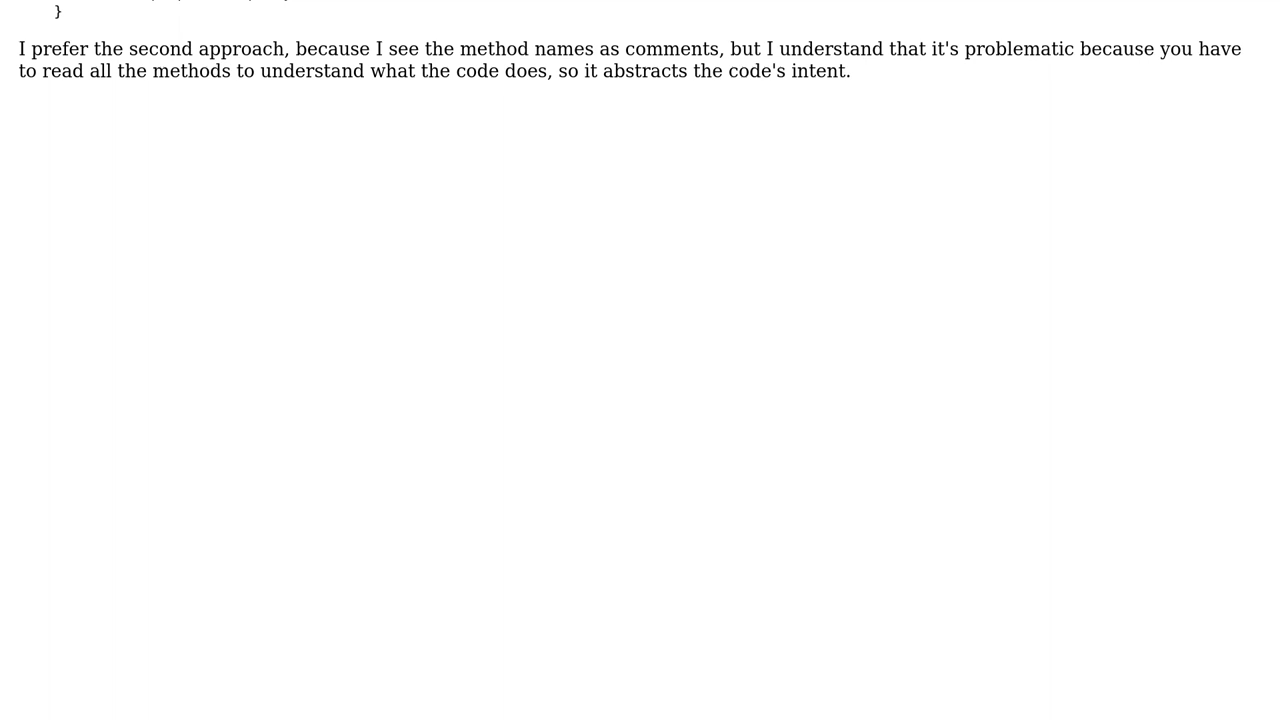 }
I prefer the second approach, because I see the method names as comments, but I understand that it's problematic because you have
to read all the methods to understand what the code does, so it abstracts the code's intent.